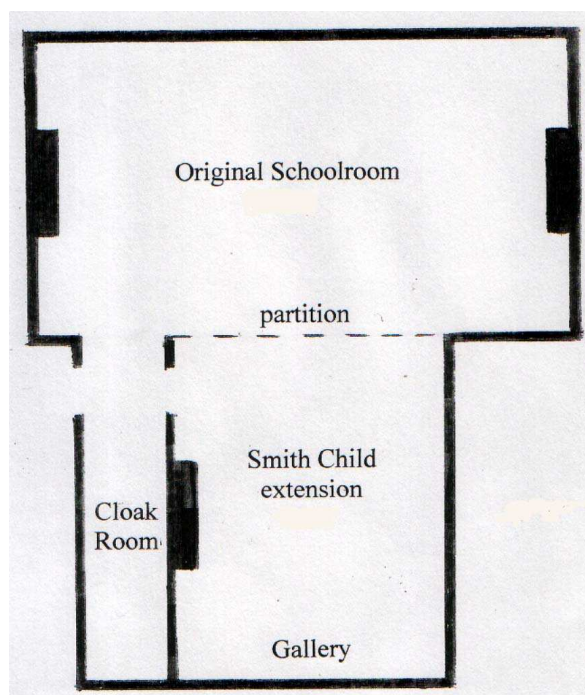 Original Schoolroom
partition
Smith Child
extension
Cloak
Room
Gallery